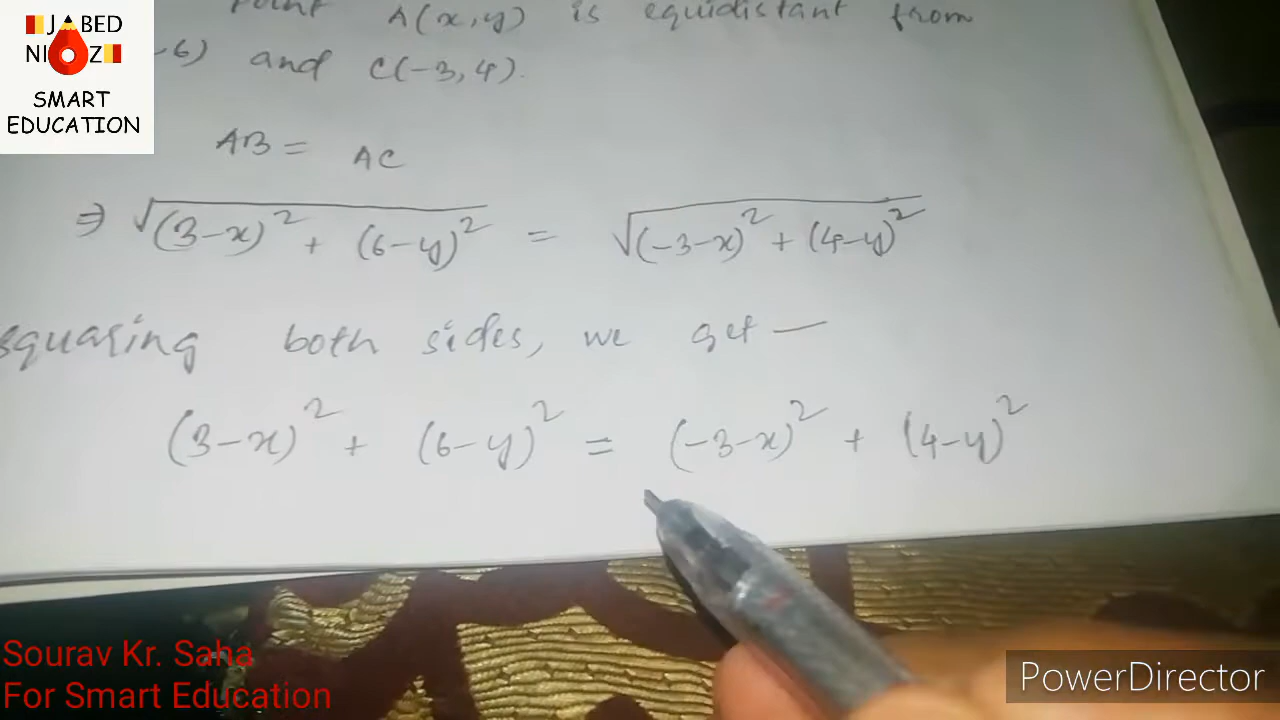 JABED
NIROZ
SMART
EDUCATION
Point A(x,y) is equidistant from
-6) and C(-3,4).
AB = AC
⇒ √(3-x)² + (6-y)² = √(-3-x)² + (4-y)²
squaring both sides, we get —
(3-x)² + (6-y)² = (-3-x)² + (4-y)²
Sourav Kr. Saha
For Smart Education
PowerDirector